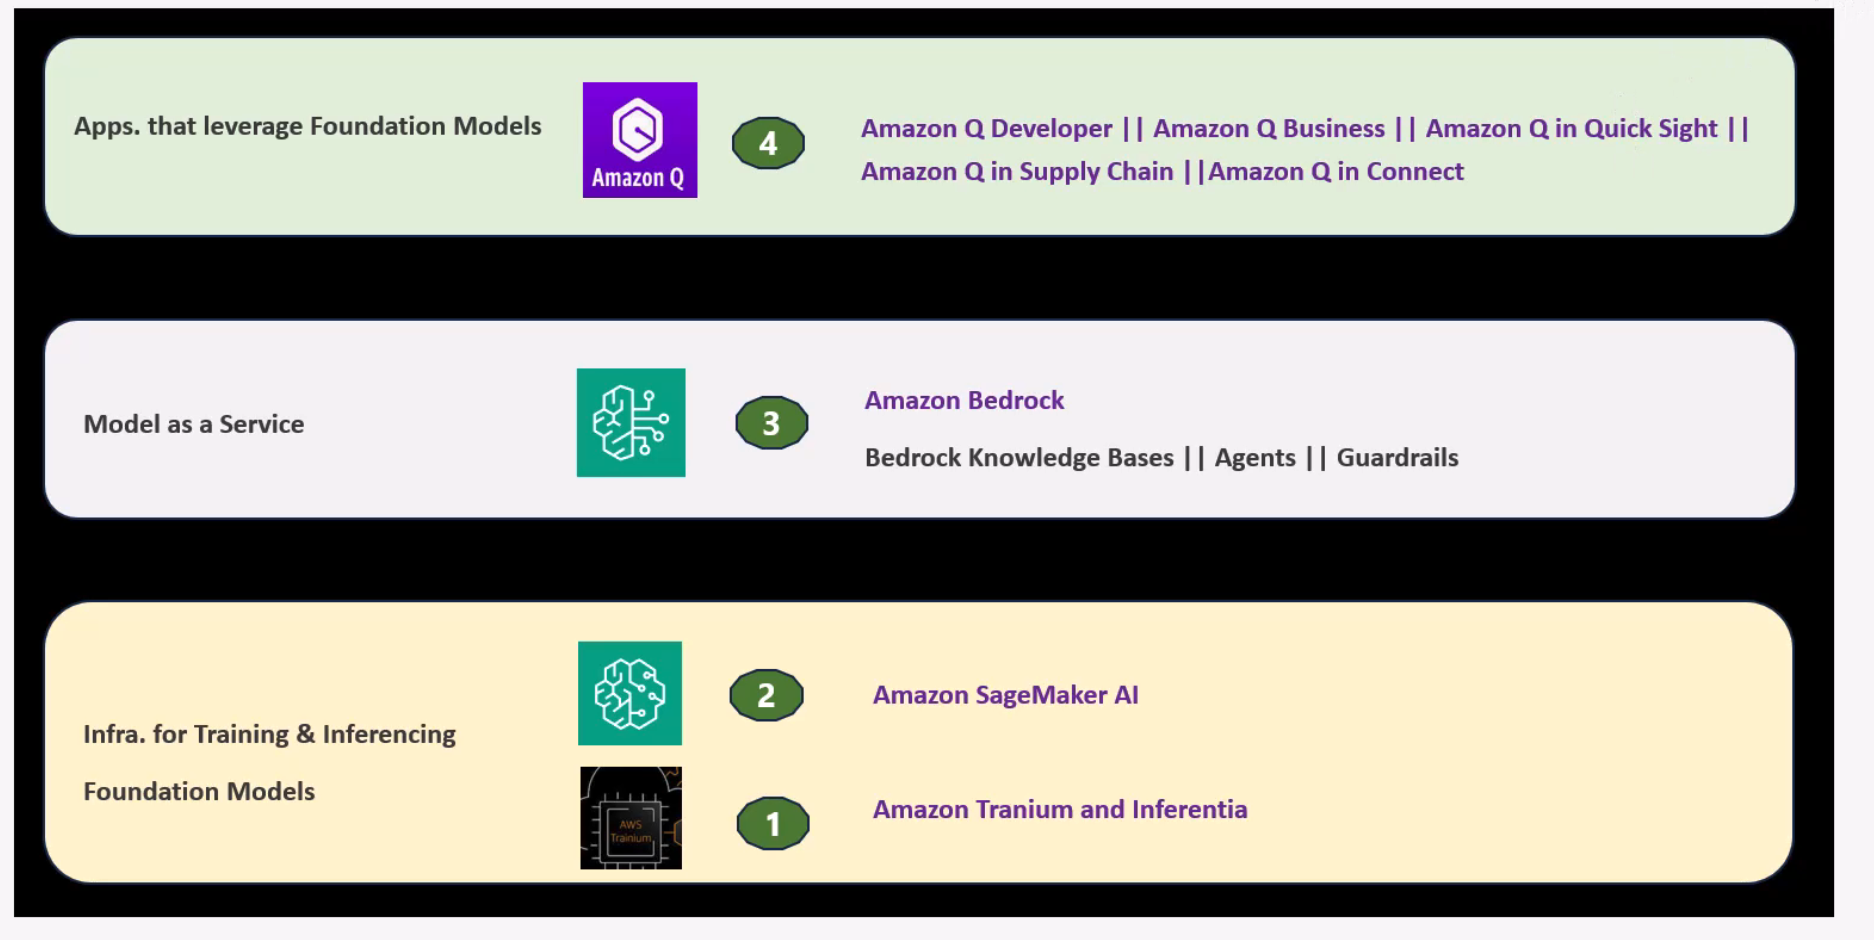 Apps. that leverage Foundation Models
Amazon Q
4
Amazon Q Developer || Amazon Q Business || Amazon Q in Quick Sight ||
Amazon Q in Supply Chain ||Amazon Q in Connect
Model as a Service
3
Amazon Bedrock
Bedrock Knowledge Bases || Agents || Guardrails
Infra. for Training & Inferencing
Foundation Models
2
Amazon SageMaker AI
AWS
Trainium
1
Amazon Tranium and Inferentia